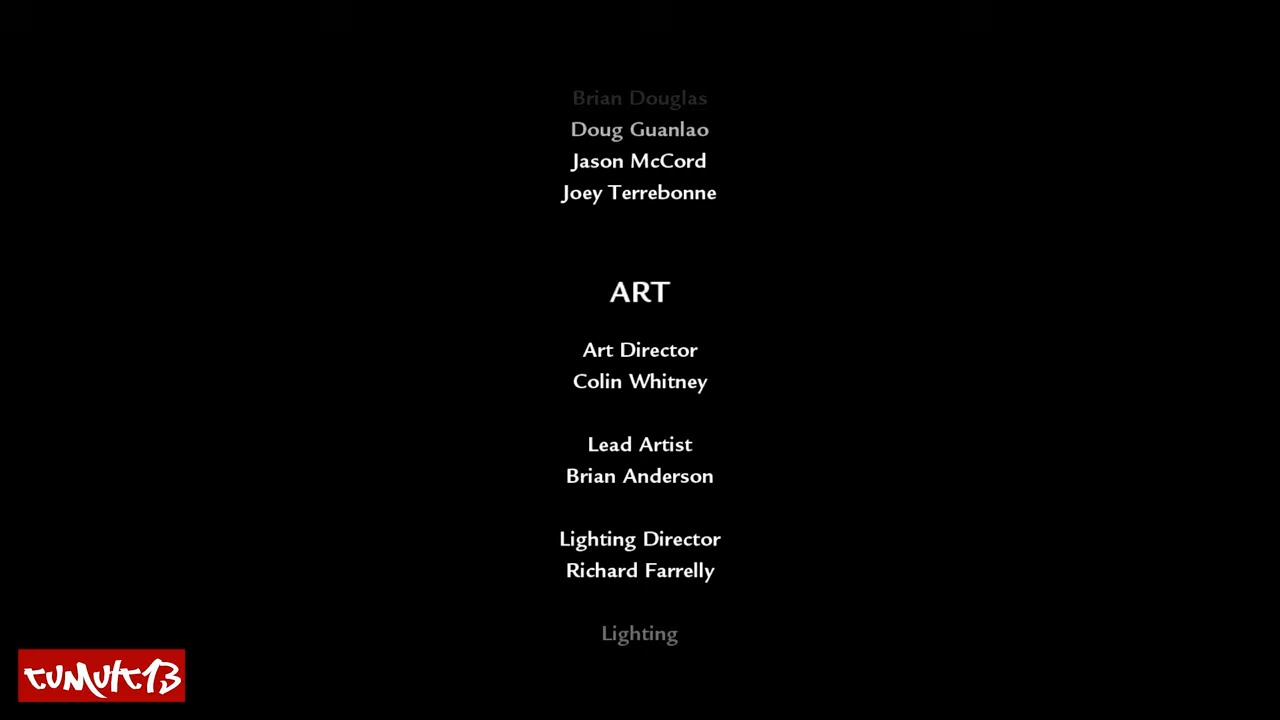 Brian Douglas
Doug Guanlao
Jason McCord
Joey Terrebonne
ART
Art Director
Colin Whitney
Lead Artist
Brian Anderson
Lighting Director
Richard Farrelly
Lighting
tumult13